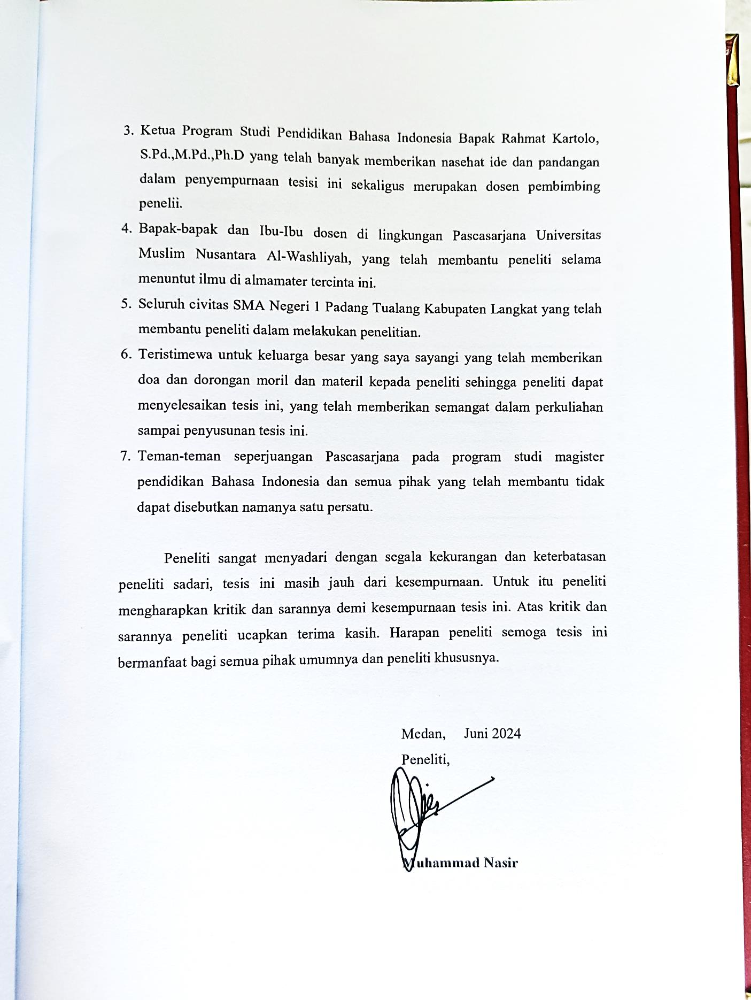 3. Ketua Program Studi Pendidikan Bahasa Indonesia Bapak Rahmat Kartolo,
S.Pd.,M.Pd.,Ph.D yang telah banyak memberikan nasehat ide dan pandangan
dalam penyempurnaan tesisi ini sekaligus merupakan dosen pembimbing
penelii.
4. Bapak-bapak dan Ibu-Ibu dosen di lingkungan Pascasarjana Universitas
Muslim Nusantara Al-Washliyah, yang telah membantu peneliti selama
menuntut ilmu di almamater tercinta ini.
5. Seluruh civitas SMA Negeri 1 Padang Tualang Kabupaten Langkat yang telah
membantu peneliti dalam melakukan penelitian.
6. Teristimewa untuk keluarga besar yang saya sayangi yang telah memberikan
doa dan dorongan moril dan materil kepada peneliti sehingga peneliti dapat
menyelesaikan tesis ini, yang telah memberikan semangat dalam perkuliahan
sampai penyusunan tesis ini.
7. Teman-teman seperjuangan Pascasarjana pada program studi magister
pendidikan Bahasa Indonesia dan semua pihak yang telah membantu tidak
dapat disebutkan namanya satu persatu.
Peneliti sangat menyadari dengan segala kekurangan dan keterbatasan
peneliti sadari, tesis ini masih jauh dari kesempurnaan. Untuk itu peneliti
mengharapkan kritik dan sarannya demi kesempurnaan tesis ini. Atas kritik dan
sarannya peneliti ucapkan terima kasih. Harapan peneliti semoga tesis ini
bermanfaat bagi semua pihak umumnya dan peneliti khususnya.
Medan, Juni 2024
Peneliti,
Muhammad Nasir